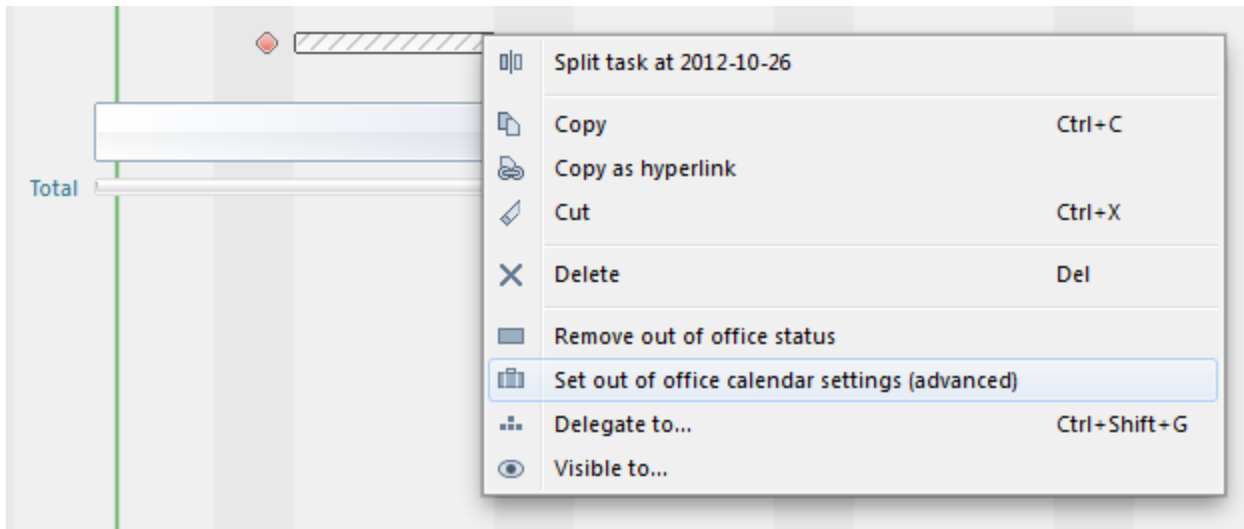 Split task at 2012-10-26
Copy Ctrl+C
Copy as hyperlink
Total
Cut Ctrl+X
Delete Del
Remove out of office status
Set out of office calendar settings (advanced)
Delegate to... Ctrl+Shift+G
Visible to...